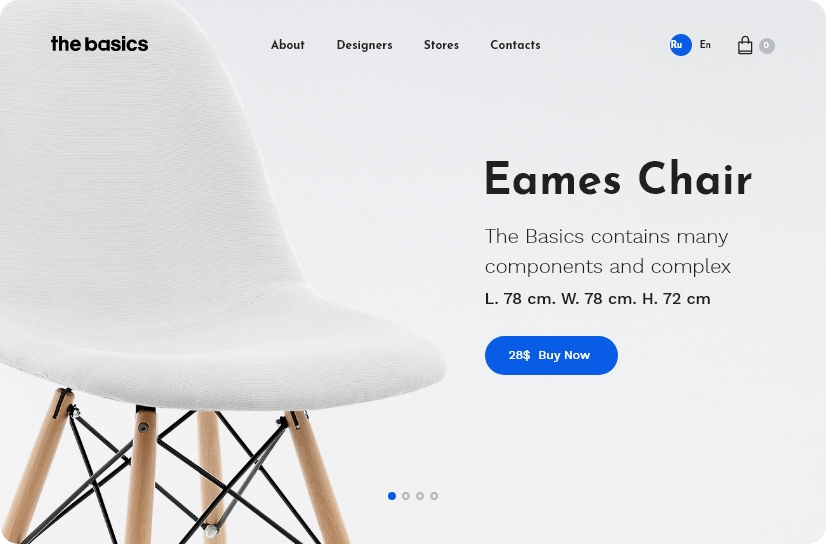 the basics
About
Designers
Stores
Contacts
Ru
En
0
Eames Chair
The Basics contains many
components and complex
L. 78 cm. W. 78 cm. H. 72 cm
28$ Buy Now